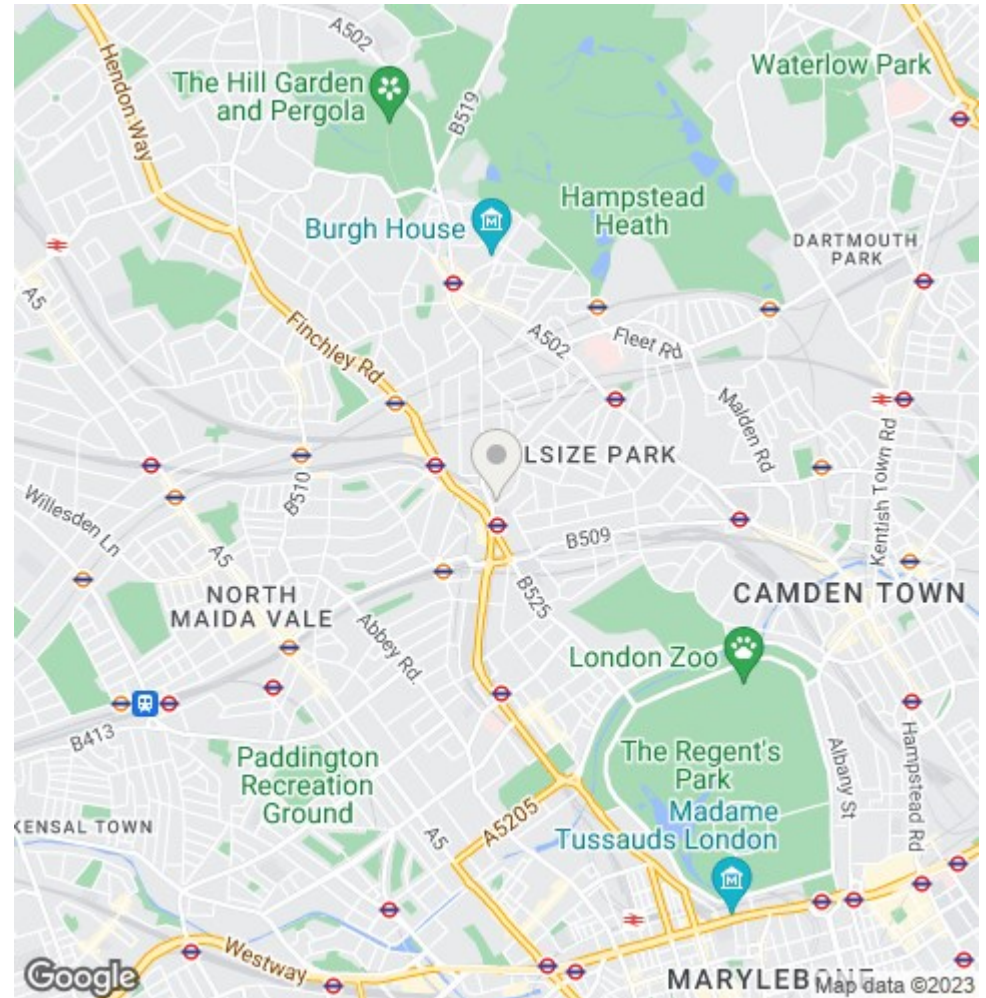 A502
The Hill Garden
and Pergola
B519
Waterlow Park
Hendon Way
Hampstead
Heath
Burgh House
DARTMOUTH
PARK
A5
Finchley Rd
A502
Fleet Rd
Malden Rd
LSIZE PARK
Kentish Town Rd
B510
Willesden Ln
A5
B509
NORTH
MAIDA VALE
B525
CAMDEN TOWN
Abbey Rd.
London Zoo
B413
Paddington
Recreation
Ground
The Regent's
Park
Albany St
Hampstead Rd
Madame
Tussauds London
KENSAL TOWN
A5
A5205
Westway
Google
MARYLEBONE
Map data ©2023